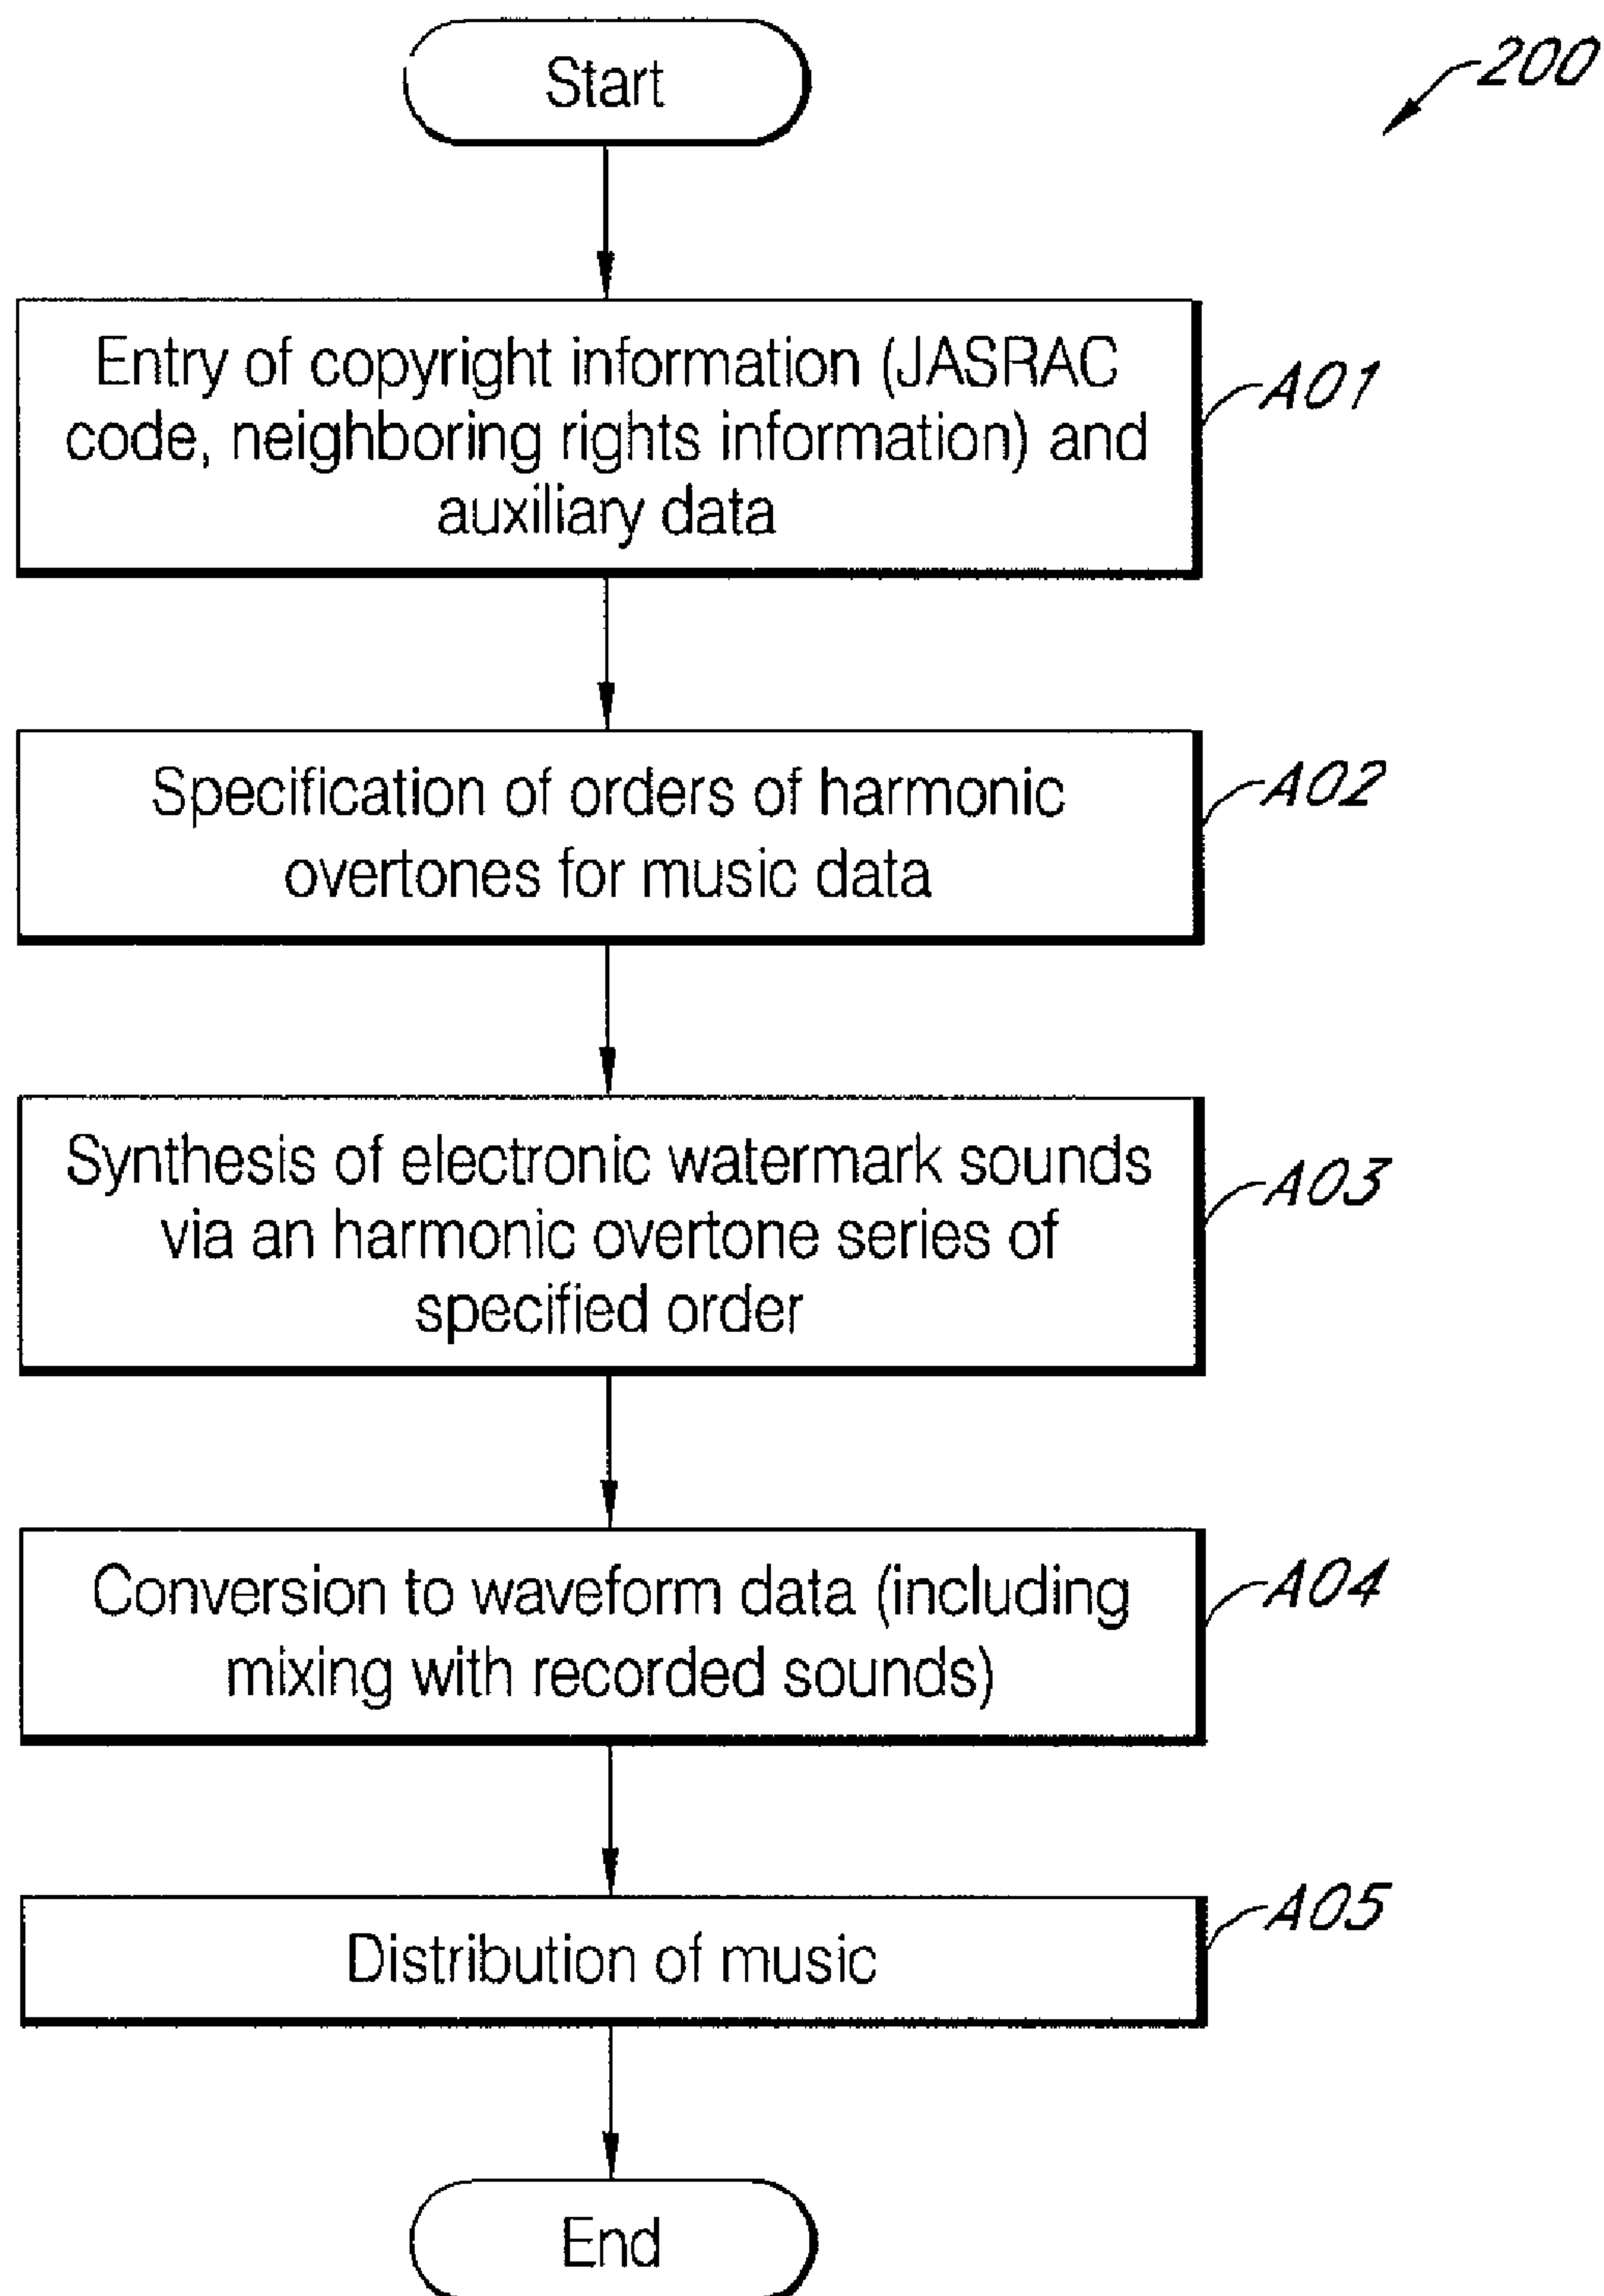 Start
200
Entry of copyright information (JASRAC
code, neighboring rights information) and
auxiliary data
A01
Specification of orders of harmonic
overtones for music data
A02
Synthesis of electronic watermark sounds
via an harmonic overtone series of
specified order
A03
Conversion to waveform data (including
mixing with recorded sounds)
A04
Distribution of music
A05
End